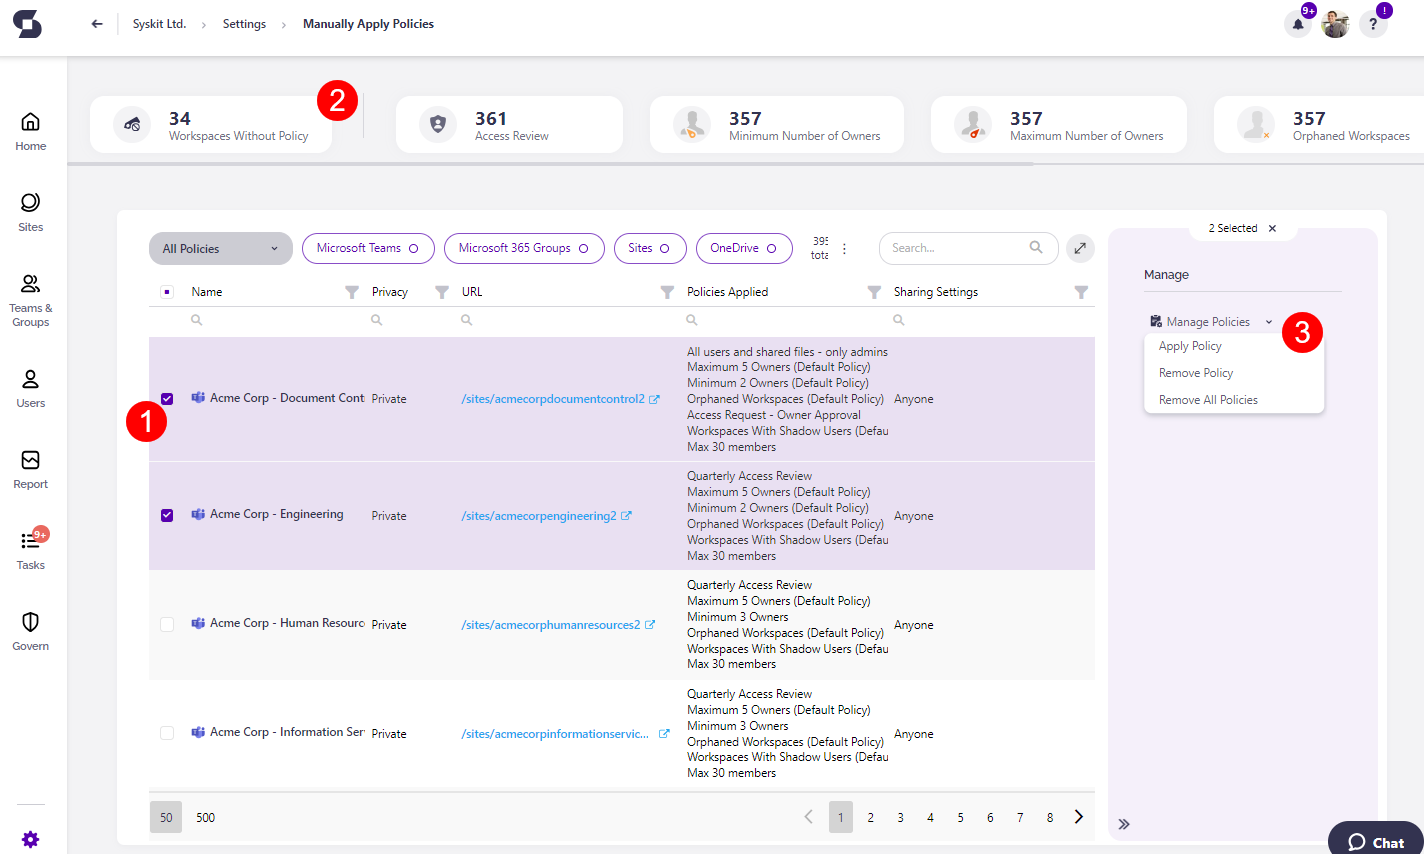 Syskit Ltd. > Settings > Manually Apply Policies
9+
?
!
34
Workspaces Without Policy
2
361
Access Review
357
Minimum Number of Owners
357
Maximum Number of Owners
357
Orphaned Workspaces
Home
Sites
Teams &
Groups
Users
Report
9+
Tasks
Govern
All Policies
Microsoft Teams
Microsoft 365 Groups
Sites
OneDrive
395
tota
Search...
Name
Privacy
URL
Policies Applied
Sharing Settings
1
Acme Corp - Document Cont
Private
/sites/acmecorpdocumentcontrol2
All users and shared files - only admins
Maximum 5 Owners (Default Policy)
Minimum 2 Owners (Default Policy)
Orphaned Workspaces (Default Policy)
Access Request - Owner Approval
Workspaces With Shadow Users (Defau
Max 30 members
Anyone
Acme Corp - Engineering
Private
/sites/acmecorpengineering2
Quarterly Access Review
Maximum 5 Owners (Default Policy)
Minimum 2 Owners (Default Policy)
Orphaned Workspaces (Default Policy)
Workspaces With Shadow Users (Defau
Max 30 members
Anyone
Acme Corp - Human Resourc
Private
/sites/acmecorphumanresources2
Quarterly Access Review
Maximum 5 Owners (Default Policy)
Minimum 3 Owners
Orphaned Workspaces (Default Policy)
Workspaces With Shadow Users (Defau
Max 30 members
Anyone
Acme Corp - Information Ser
Private
/sites/acmecorpinformationservic...
Quarterly Access Review
Maximum 5 Owners (Default Policy)
Minimum 3 Owners
Orphaned Workspaces (Default Policy)
Workspaces With Shadow Users (Defau
Max 30 members
Anyone
50 500
1 2 3 4 5 6 7 8
2 Selected
Manage
Manage Policies
3
Apply Policy
Remove Policy
Remove All Policies
Chat